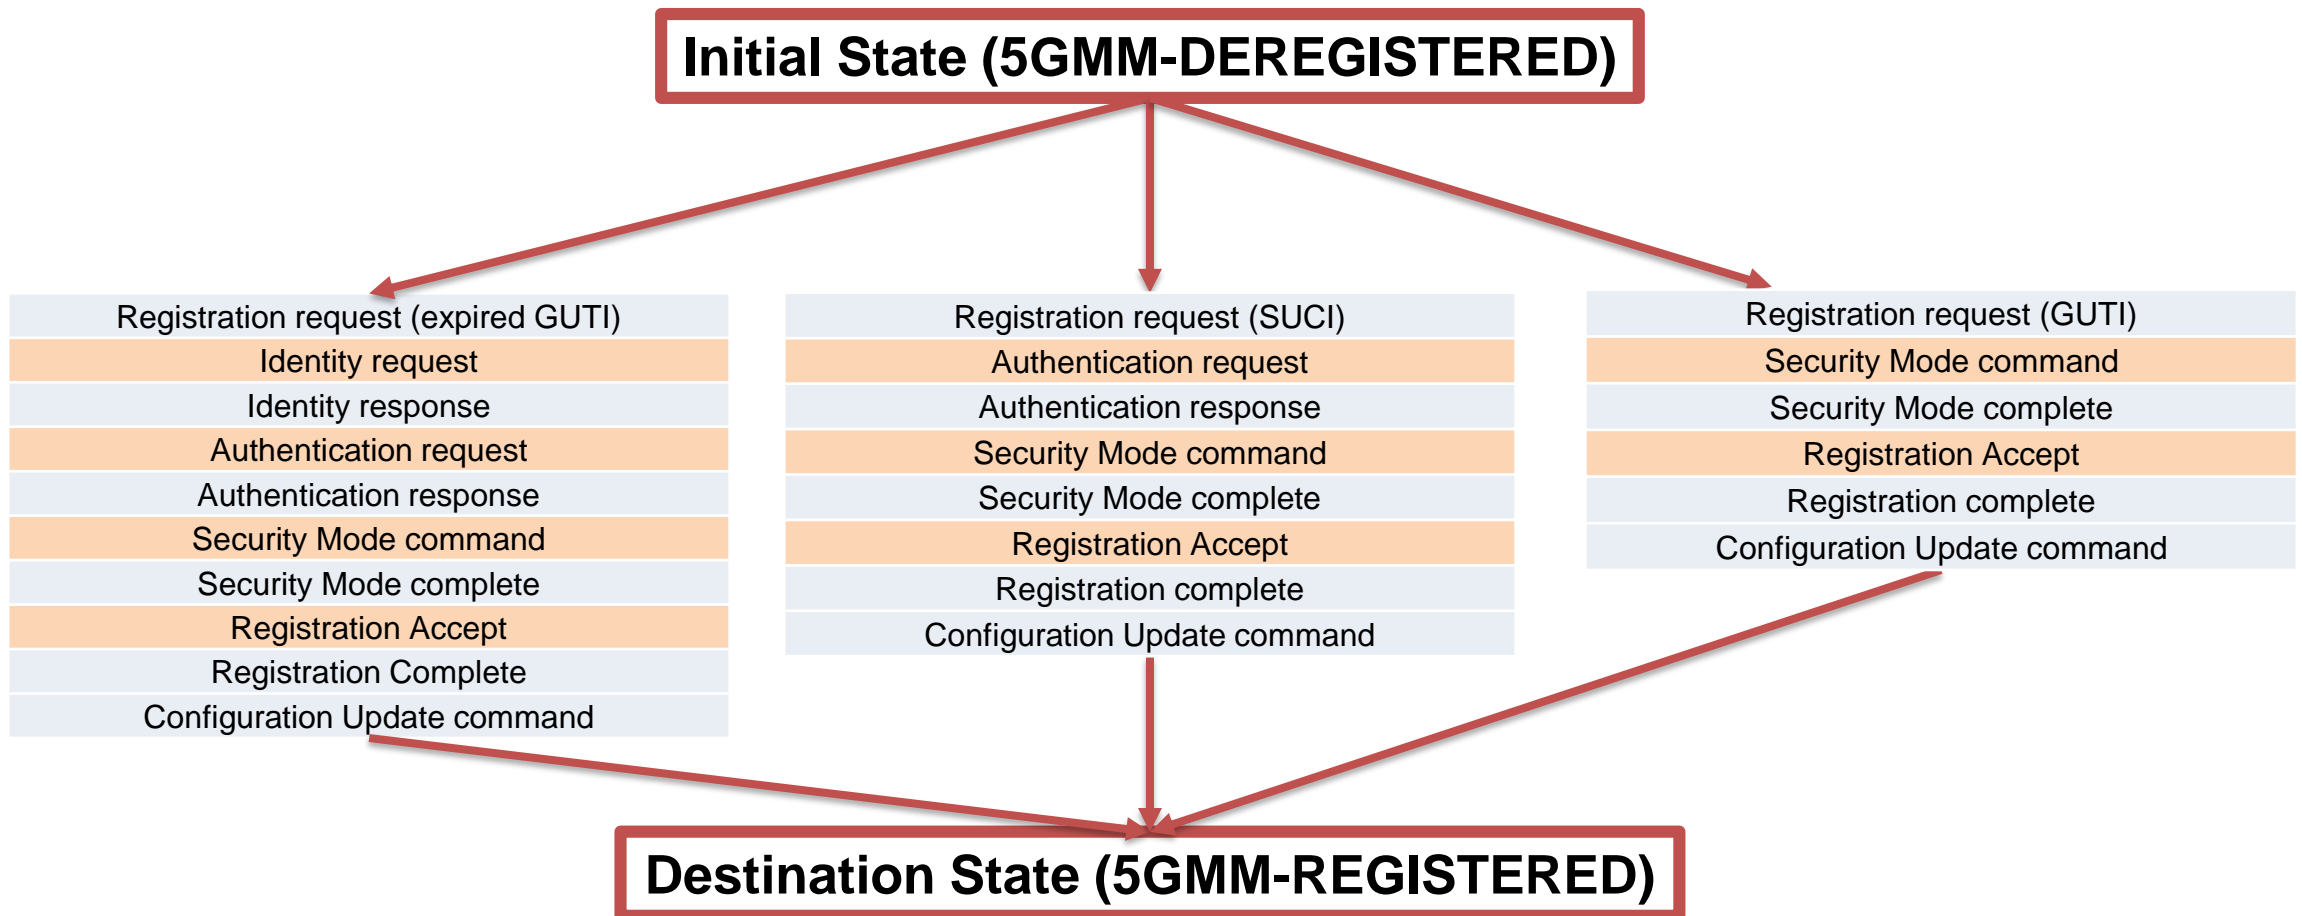 Initial State (5GMM-DEREGISTERED)
Registration request (expired GUTI)
Identity request
Identity response
Authentication request
Authentication response
Security Mode command
Security Mode complete
Registration Accept
Registration Complete
Configuration Update command
Registration request (SUCI)
Authentication request
Authentication response
Security Mode command
Security Mode complete
Registration Accept
Registration complete
Configuration Update command
Registration request (GUTI)
Security Mode command
Security Mode complete
Registration Accept
Registration complete
Configuration Update command
Destination State (5GMM-REGISTERED)